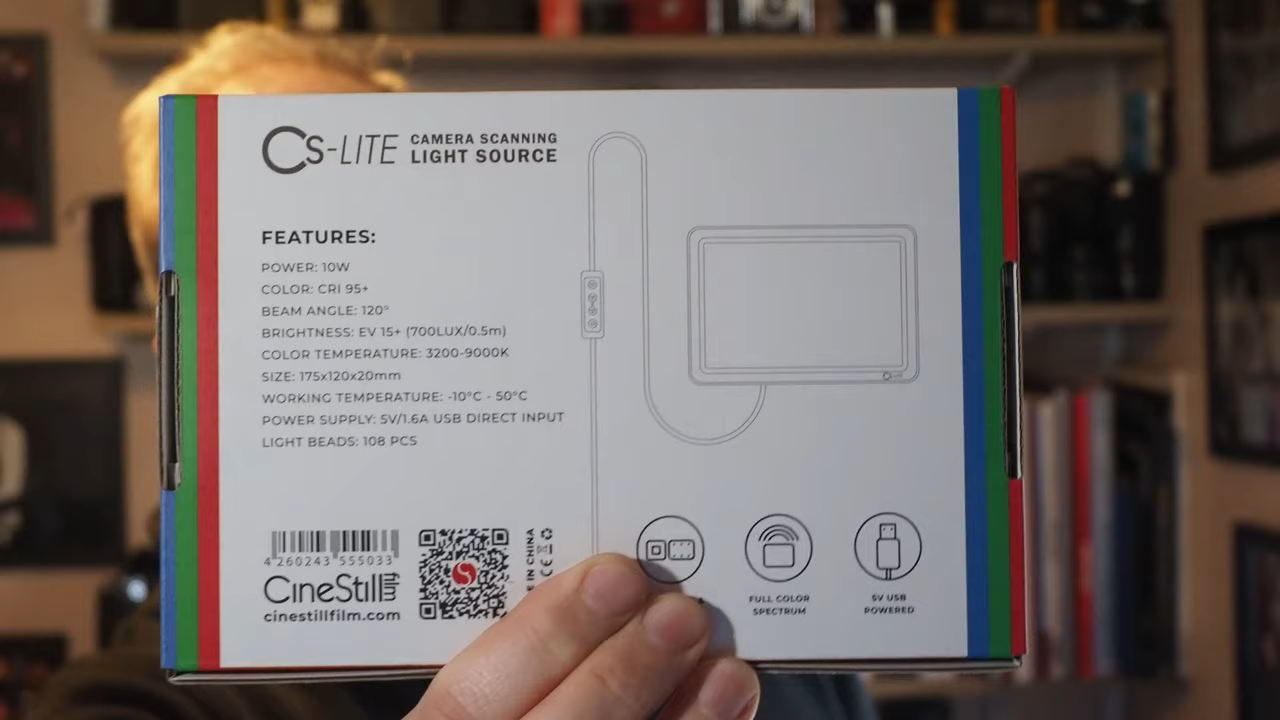 CS-LITE CAMERA SCANNING
LIGHT SOURCE
FEATURES:
POWER: 10W
COLOR: CRI 95+
BEAM ANGLE: 120°
BRIGHTNESS: EV 15+ (700LUX/0.5m)
COLOR TEMPERATURE: 3200-9000K
SIZE: 175x120x20mm
WORKING TEMPERATURE: -10°C - 50°C
POWER SUPPLY: 5V/1.6A USB DIRECT INPUT
LIGHT BEADS: 108 PCS
4 260243 555033
CineStill film
cinestillfilm.com
IN CHINA
CE
FULL COLOR
SPECTRUM
5V USB
POWERED